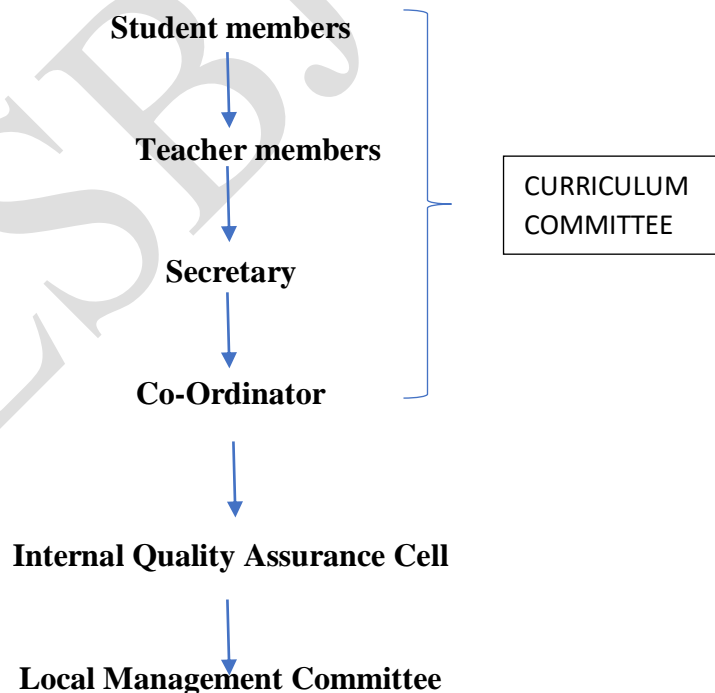 Student members
Teacher members
CURRICULUM
COMMITTEE
Secretary
Co-Ordinator
Internal Quality Assurance Cell
Local Management Committee